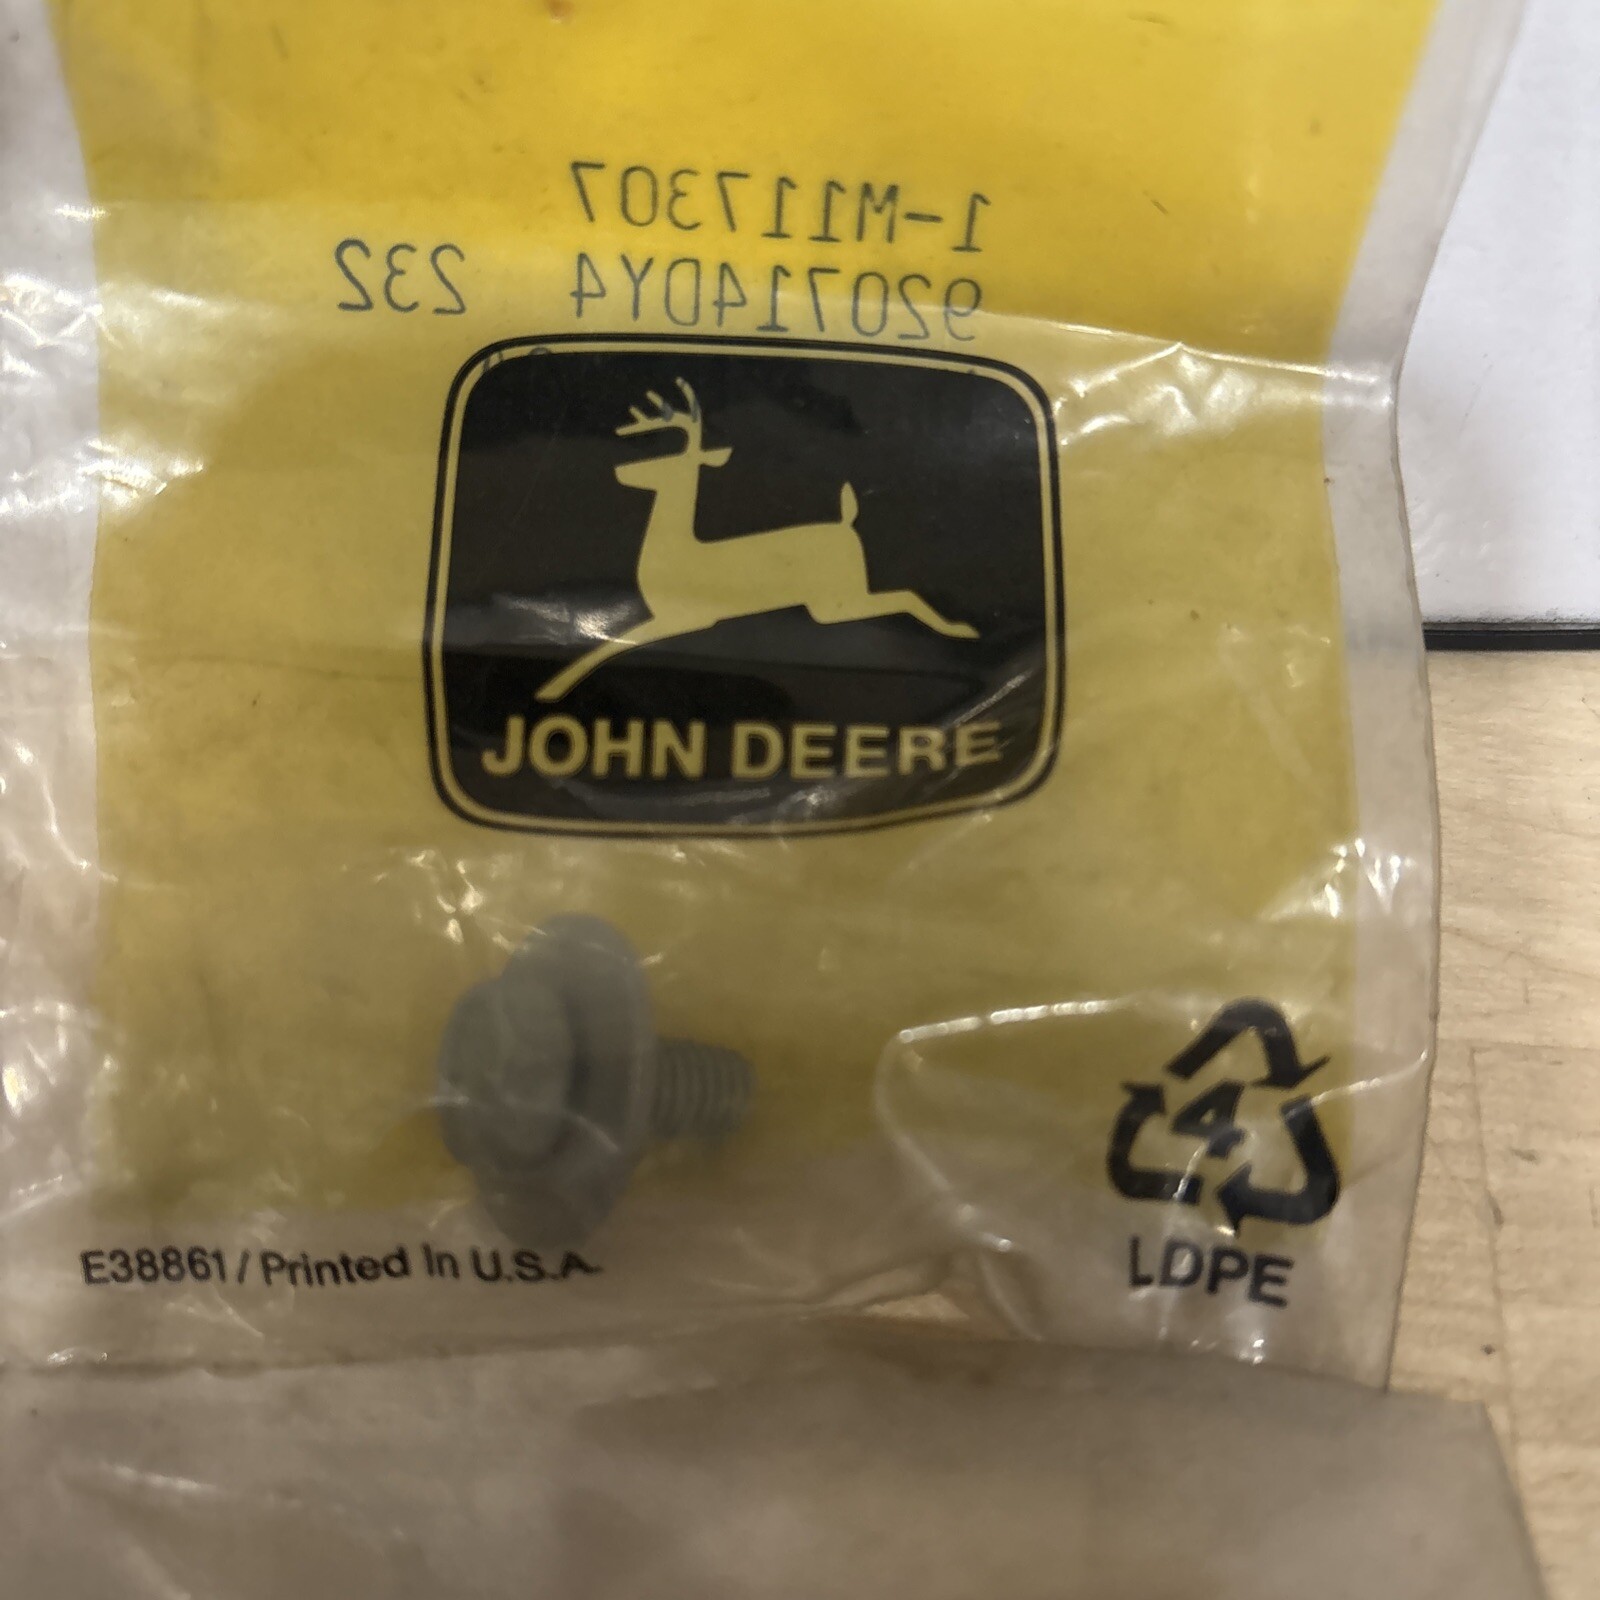 1-M117307
920714DY4 232
JOHN DEERE
4
LDPE
E38861/Printed In U.S.A.